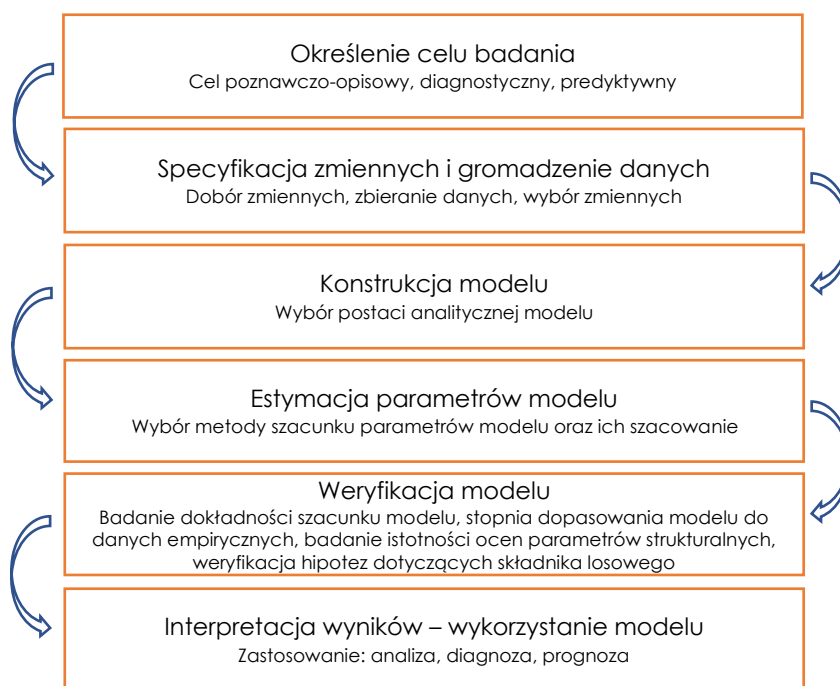 Określenie celu badania
Cel poznawczo-opisowy, diagnostyczny, predyktywny
Specyfikacja zmiennych i gromadzenie danych
Dobór zmiennych, zbieranie danych, wybór zmiennych
Konstrukcja modelu
Wybór postaci analitycznej modelu
Estymacja parametrów modelu
Wybór metody szacunku parametrów modelu oraz ich szacowanie
Weryfikacja modelu
Badanie dokładności szacunku modelu, stopnia dopasowania modelu do
danych empirycznych, badanie istotności ocen parametrów strukturalnych,
weryfikacja hipotez dotyczących składnika losowego
Interpretacja wyników – wykorzystanie modelu
Zastosowanie: analiza, diagnoza, prognoza